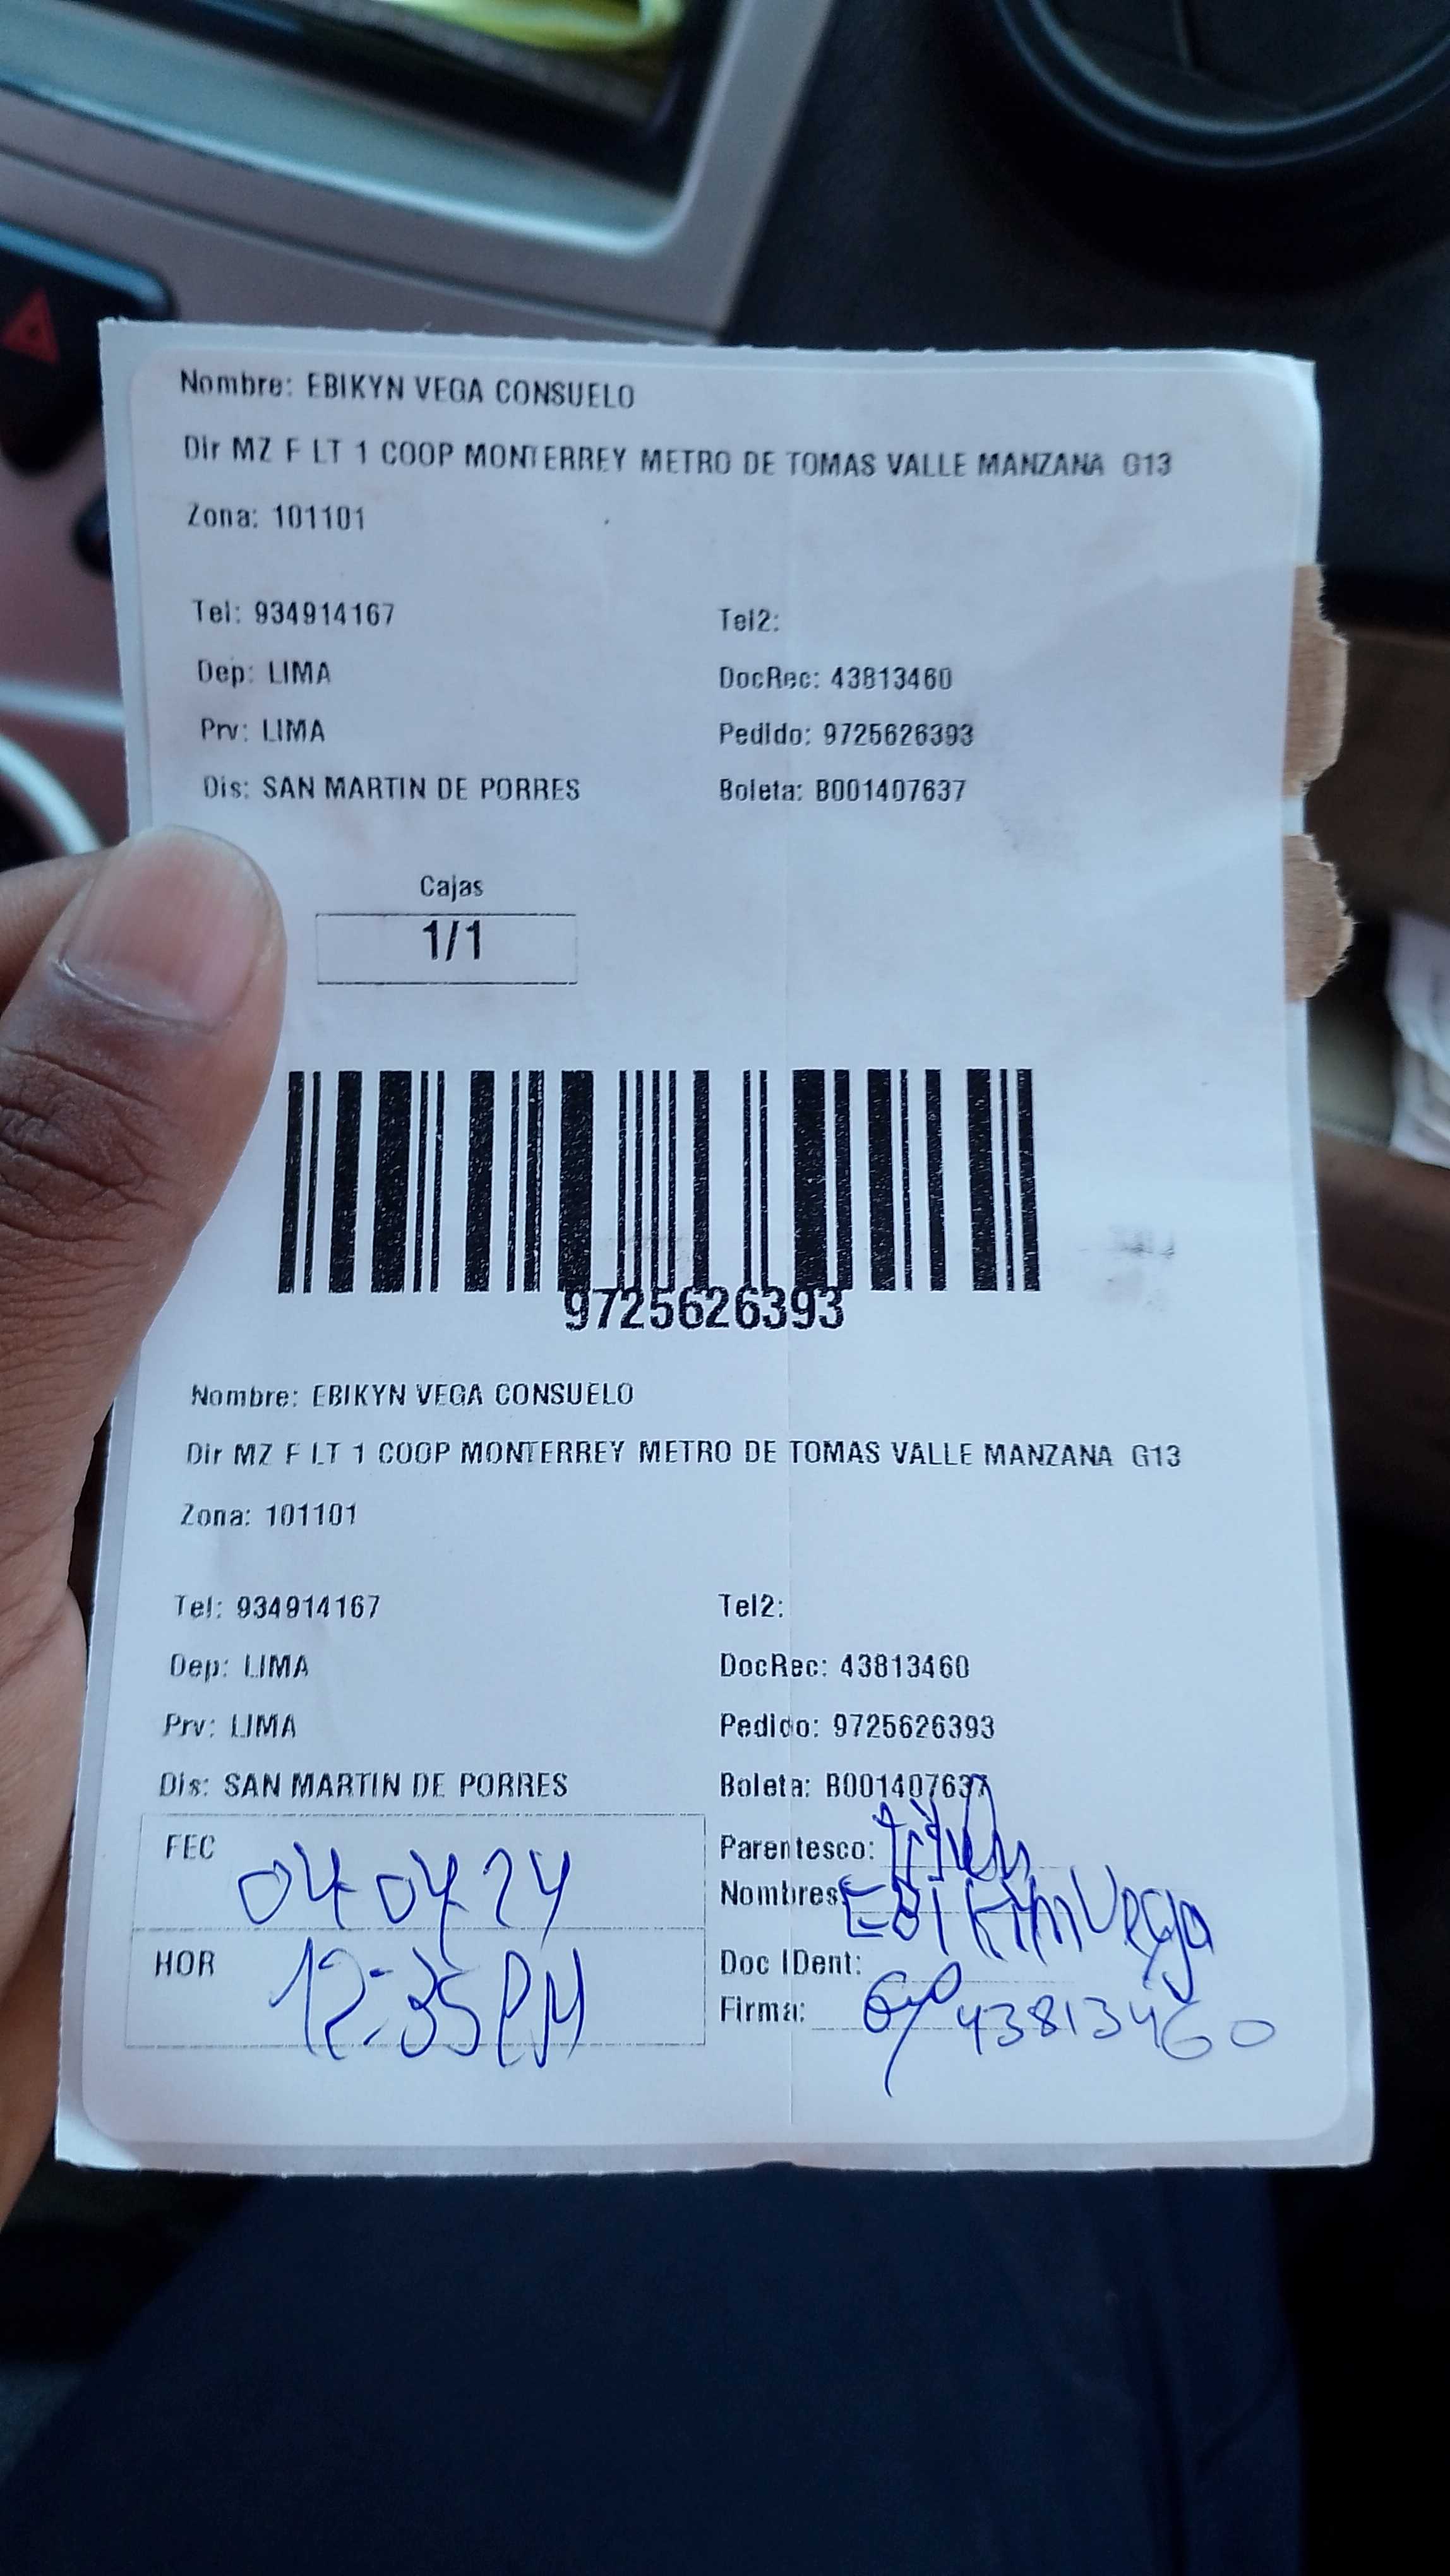 Nombre: EBIKYN VEGA CONSUELO
Dir MZ F LT 1 COOP MONTERREY METRO DE TOMAS VALLE MANZANA G13
Zona: 101101
Tel: 934914167 Tel2:
Dep: LIMA DocRec: 43813460
Prv: LIMA Pedido: 9725626393
Dis: SAN MARTIN DE PORRES Boleta: B001407637
Cajas
1/1
9725626393
Nombre: EBIKYN VEGA CONSUELO
Dir MZ F LT 1 COOP MONTERREY METRO DE TOMAS VALLE MANZANA G13
Zona: 101101
Tel: 934914167 Tel2:
Dep: LIMA DocRec: 43813460
Prv: LIMA Pedido: 9725626393
Dis: SAN MARTIN DE PORRES Boleta: B001407637
FEC 04 04 24 Parentesco:
Nombres: Vega
HOR 12:35 PM Doc IDent:
Firma: 43813460